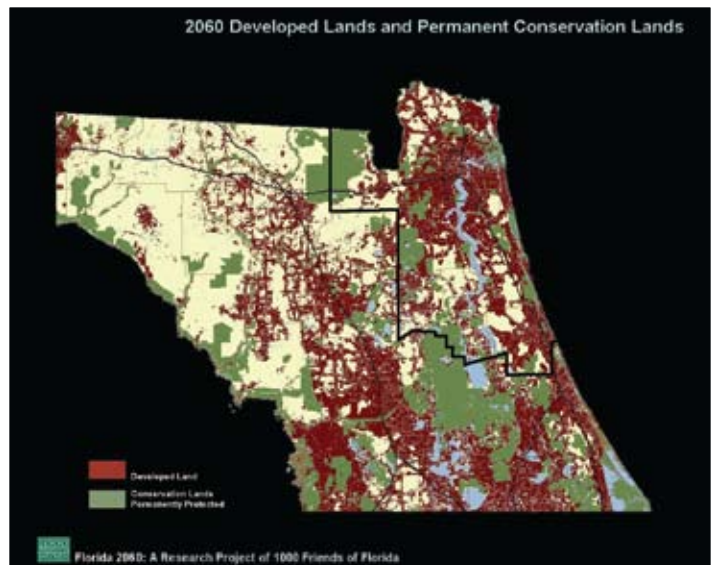 2060 Developed Lands and Permanent Conservation Lands
Developed Land
Conservation Lands
Permanently Protected
Florida 2060: A Research Project of 1000 Friends of Florida